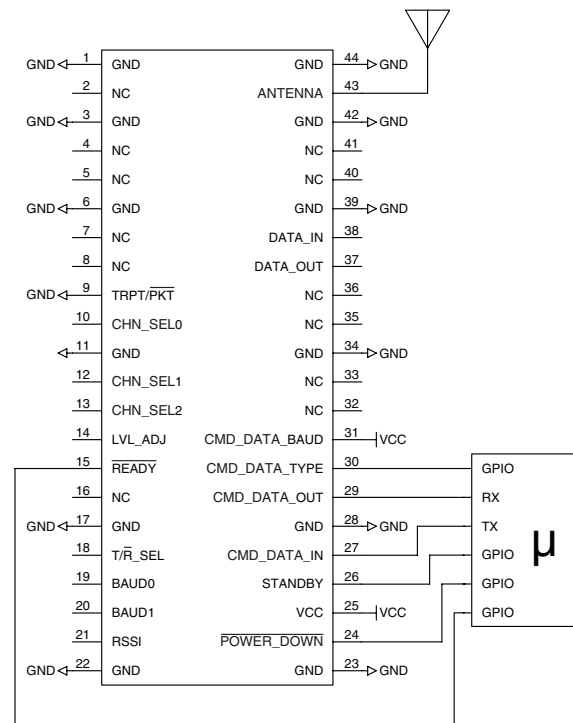 GND 1 GND GND 44 GND
2 NC ANTENNA 43
GND 3 GND GND 42 GND
4 NC NC 41
5 NC NC 40
GND 6 GND GND 39 GND
7 NC DATA_IN 38
8 NC DATA_OUT 37
GND 9 TRPT/PKT NC 36
10 CHN_SEL0 NC 35
11 GND GND 34 GND
12 CHN_SEL1 NC 33
13 CHN_SEL2 NC 32
14 LVL_ADJ CMD_DATA_BAUD 31 VCC
15 READY CMD_DATA_TYPE 30 GPIO
16 NC CMD_DATA_OUT 29 RX
GND 17 GND GND 28 GND TX
18 T/R_SEL CMD_DATA_IN 27 µ
19 BAUD0 STANDBY 26 GPIO
20 BAUD1 VCC 25 VCC GPIO
21 RSSI POWER_DOWN 24 GPIO
GND 22 GND GND 23 GND